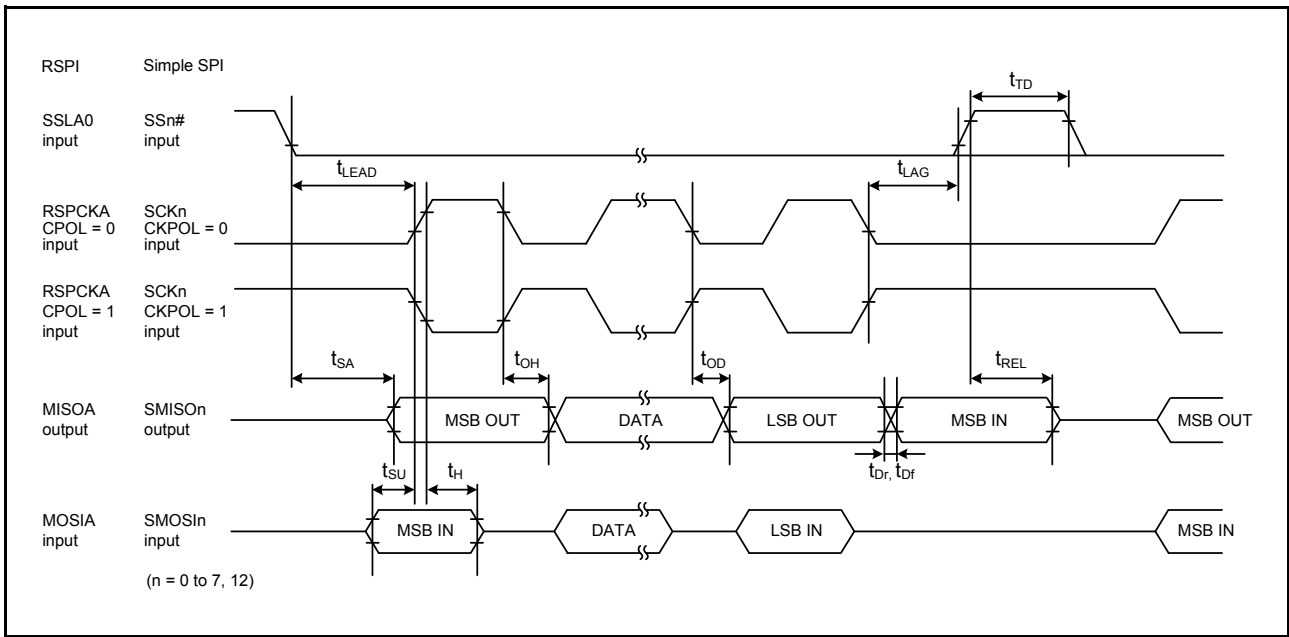 RSPI Simple SPI
SSLA0 SSn#
input input
tTD
tLEAD
tLAG
RSPCKA SCKn
CPOL = 0 CKPOL = 0
input input
RSPCKA SCKn
CPOL = 1 CKPOL = 1
input input
tSA
tOH
tOD
tREL
MISOA SMISOn
output output
MSB OUT DATA LSB OUT MSB IN MSB OUT
tDr, tDf
tSU tH
MOSIA SMOSIn
input input
MSB IN DATA LSB IN MSB IN
(n = 0 to 7, 12)